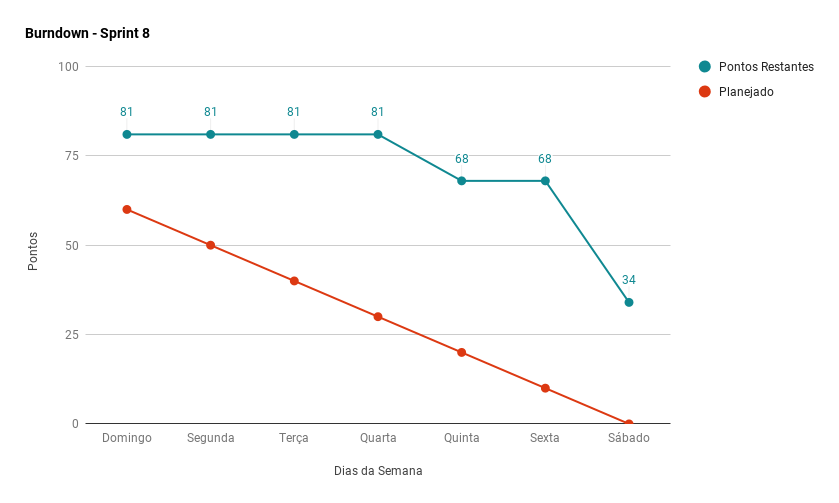 Burndown - Sprint 8
Pontos Restantes
Planejado
100
75
50
25
0
Pontos
81
81
81
81
68
68
34
Domingo
Segunda
Terça
Quarta
Quinta
Sexta
Sábado
Dias da Semana